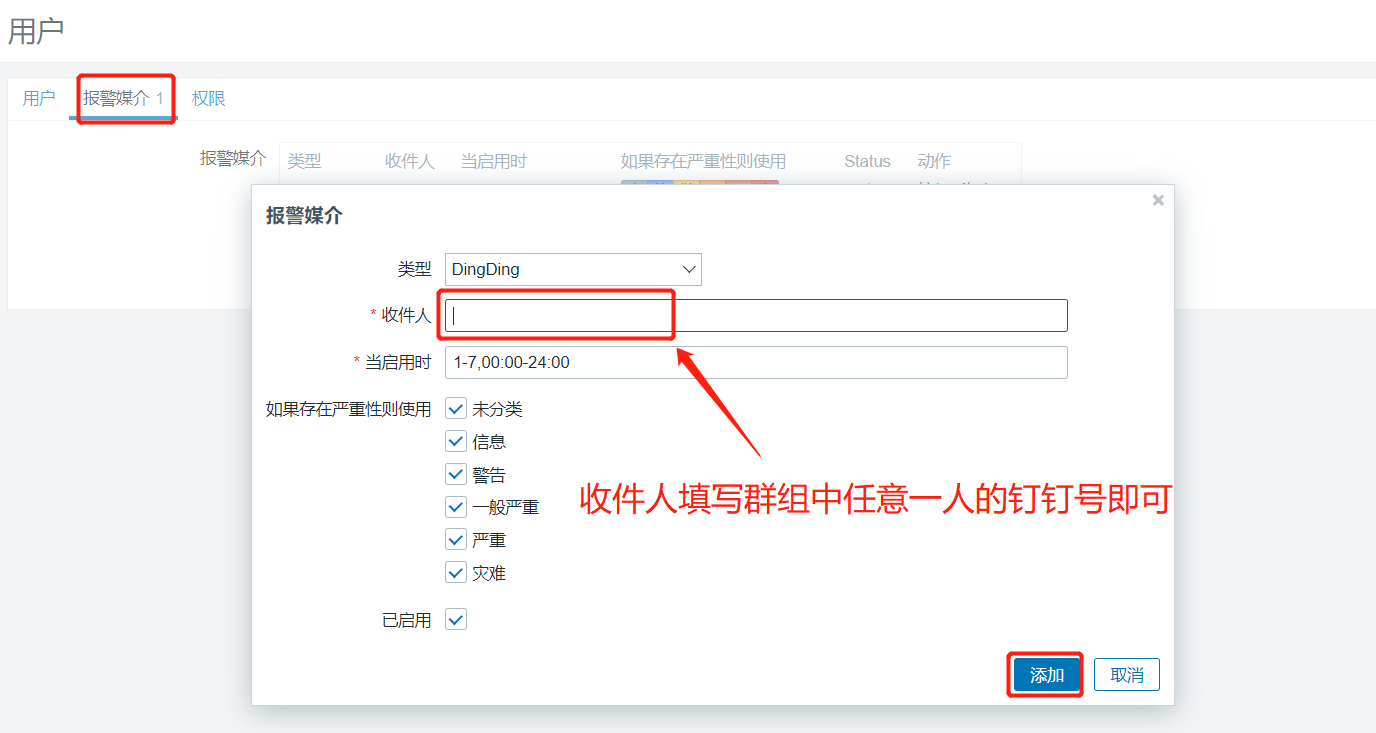 用户
用户 报警媒介 1 权限
报警媒介 类型 收件人 当启用时 如果存在严重性则使用 Status 动作
报警媒介
类型 DingDing
* 收件人
* 当启用时 1-7,00:00-24:00
如果存在严重性则使用 未分类
信息
警告
一般严重
收件人填写群组中任意一人的钉钉号即可
严重
灾难
已启用
添加 取消